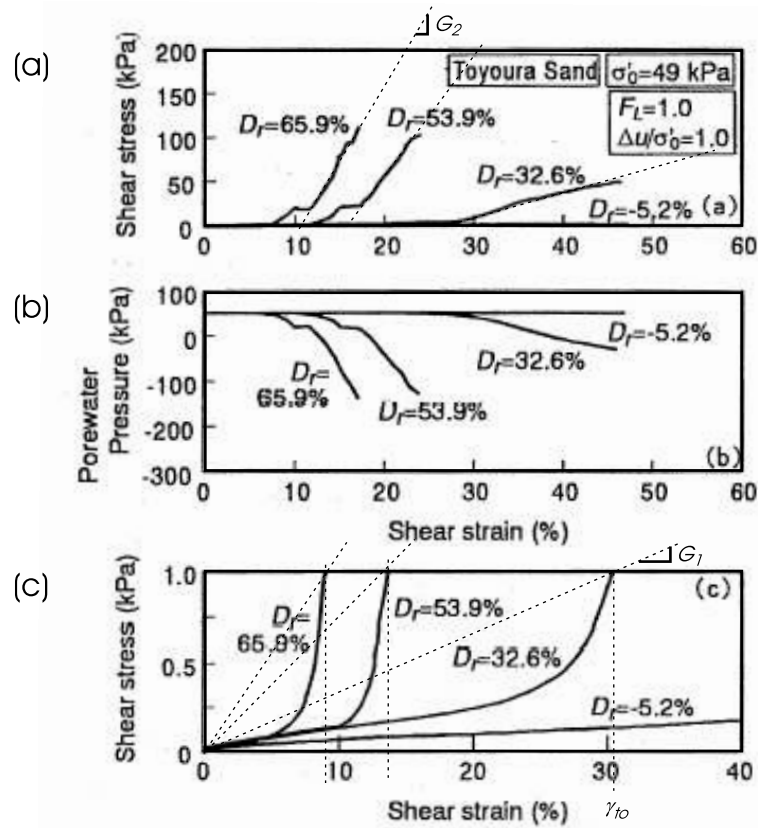 (a)
Shear stress (kPa)
200
150
100
50
0
G2
Toyoura Sand
σ'0=49 kPa
FL=1.0
Δu/σ'0=1.0
Dr=65.9%
Dr=53.9%
Dr=32.6%
Dr=-5,2%
(a)
0 10 20 30 40 50 60
(b)
Porewater
Pressure (kPa)
100
0
-100
-200
-300
Dr=-5.2%
Dr=32.6%
Dr=
65.9%
Dr=53.9%
(b)
0 10 20 30 40 50 60
Shear strain (%)
(c)
Shear stress (kPa)
1.0
0.5
0
G1
(c)
Dr=
65.9%
Dr=53.9%
Dr=32.6%
Dr=-5.2%
0 10 20 30 40
Shear strain (%)
γto